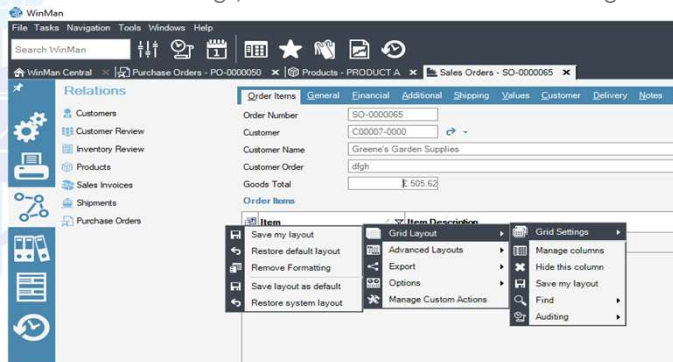 WinMan
File Tasks Navigation Tools Windows Help
Search WinMan
WinMan Central × Purchase Orders - PO-0000050 × Products - PRODUCT A × Sales Orders - SO-0000065 ×
Relations
Customers
Customer Review
Inventory Review
Products
Sales Invoices
Shipments
Purchase Orders
Order Items General Financial Additional Shipping Values Customer Delivery Notes
Order Number SO-0000065
Customer C00007-0000
Customer Name Greene's Garden Supplies
Customer Order dfgh
Goods Total £ 505.62
Order Items
Item Item Description
Save my layout
Restore default layout
Remove Formatting
Save layout as default
Restore system layout
Grid Layout
Advanced Layouts
Export
Options
Manage Custom Actions
Grid Settings
Manage columns
Hide this column
Save my layout
Find
Auditing